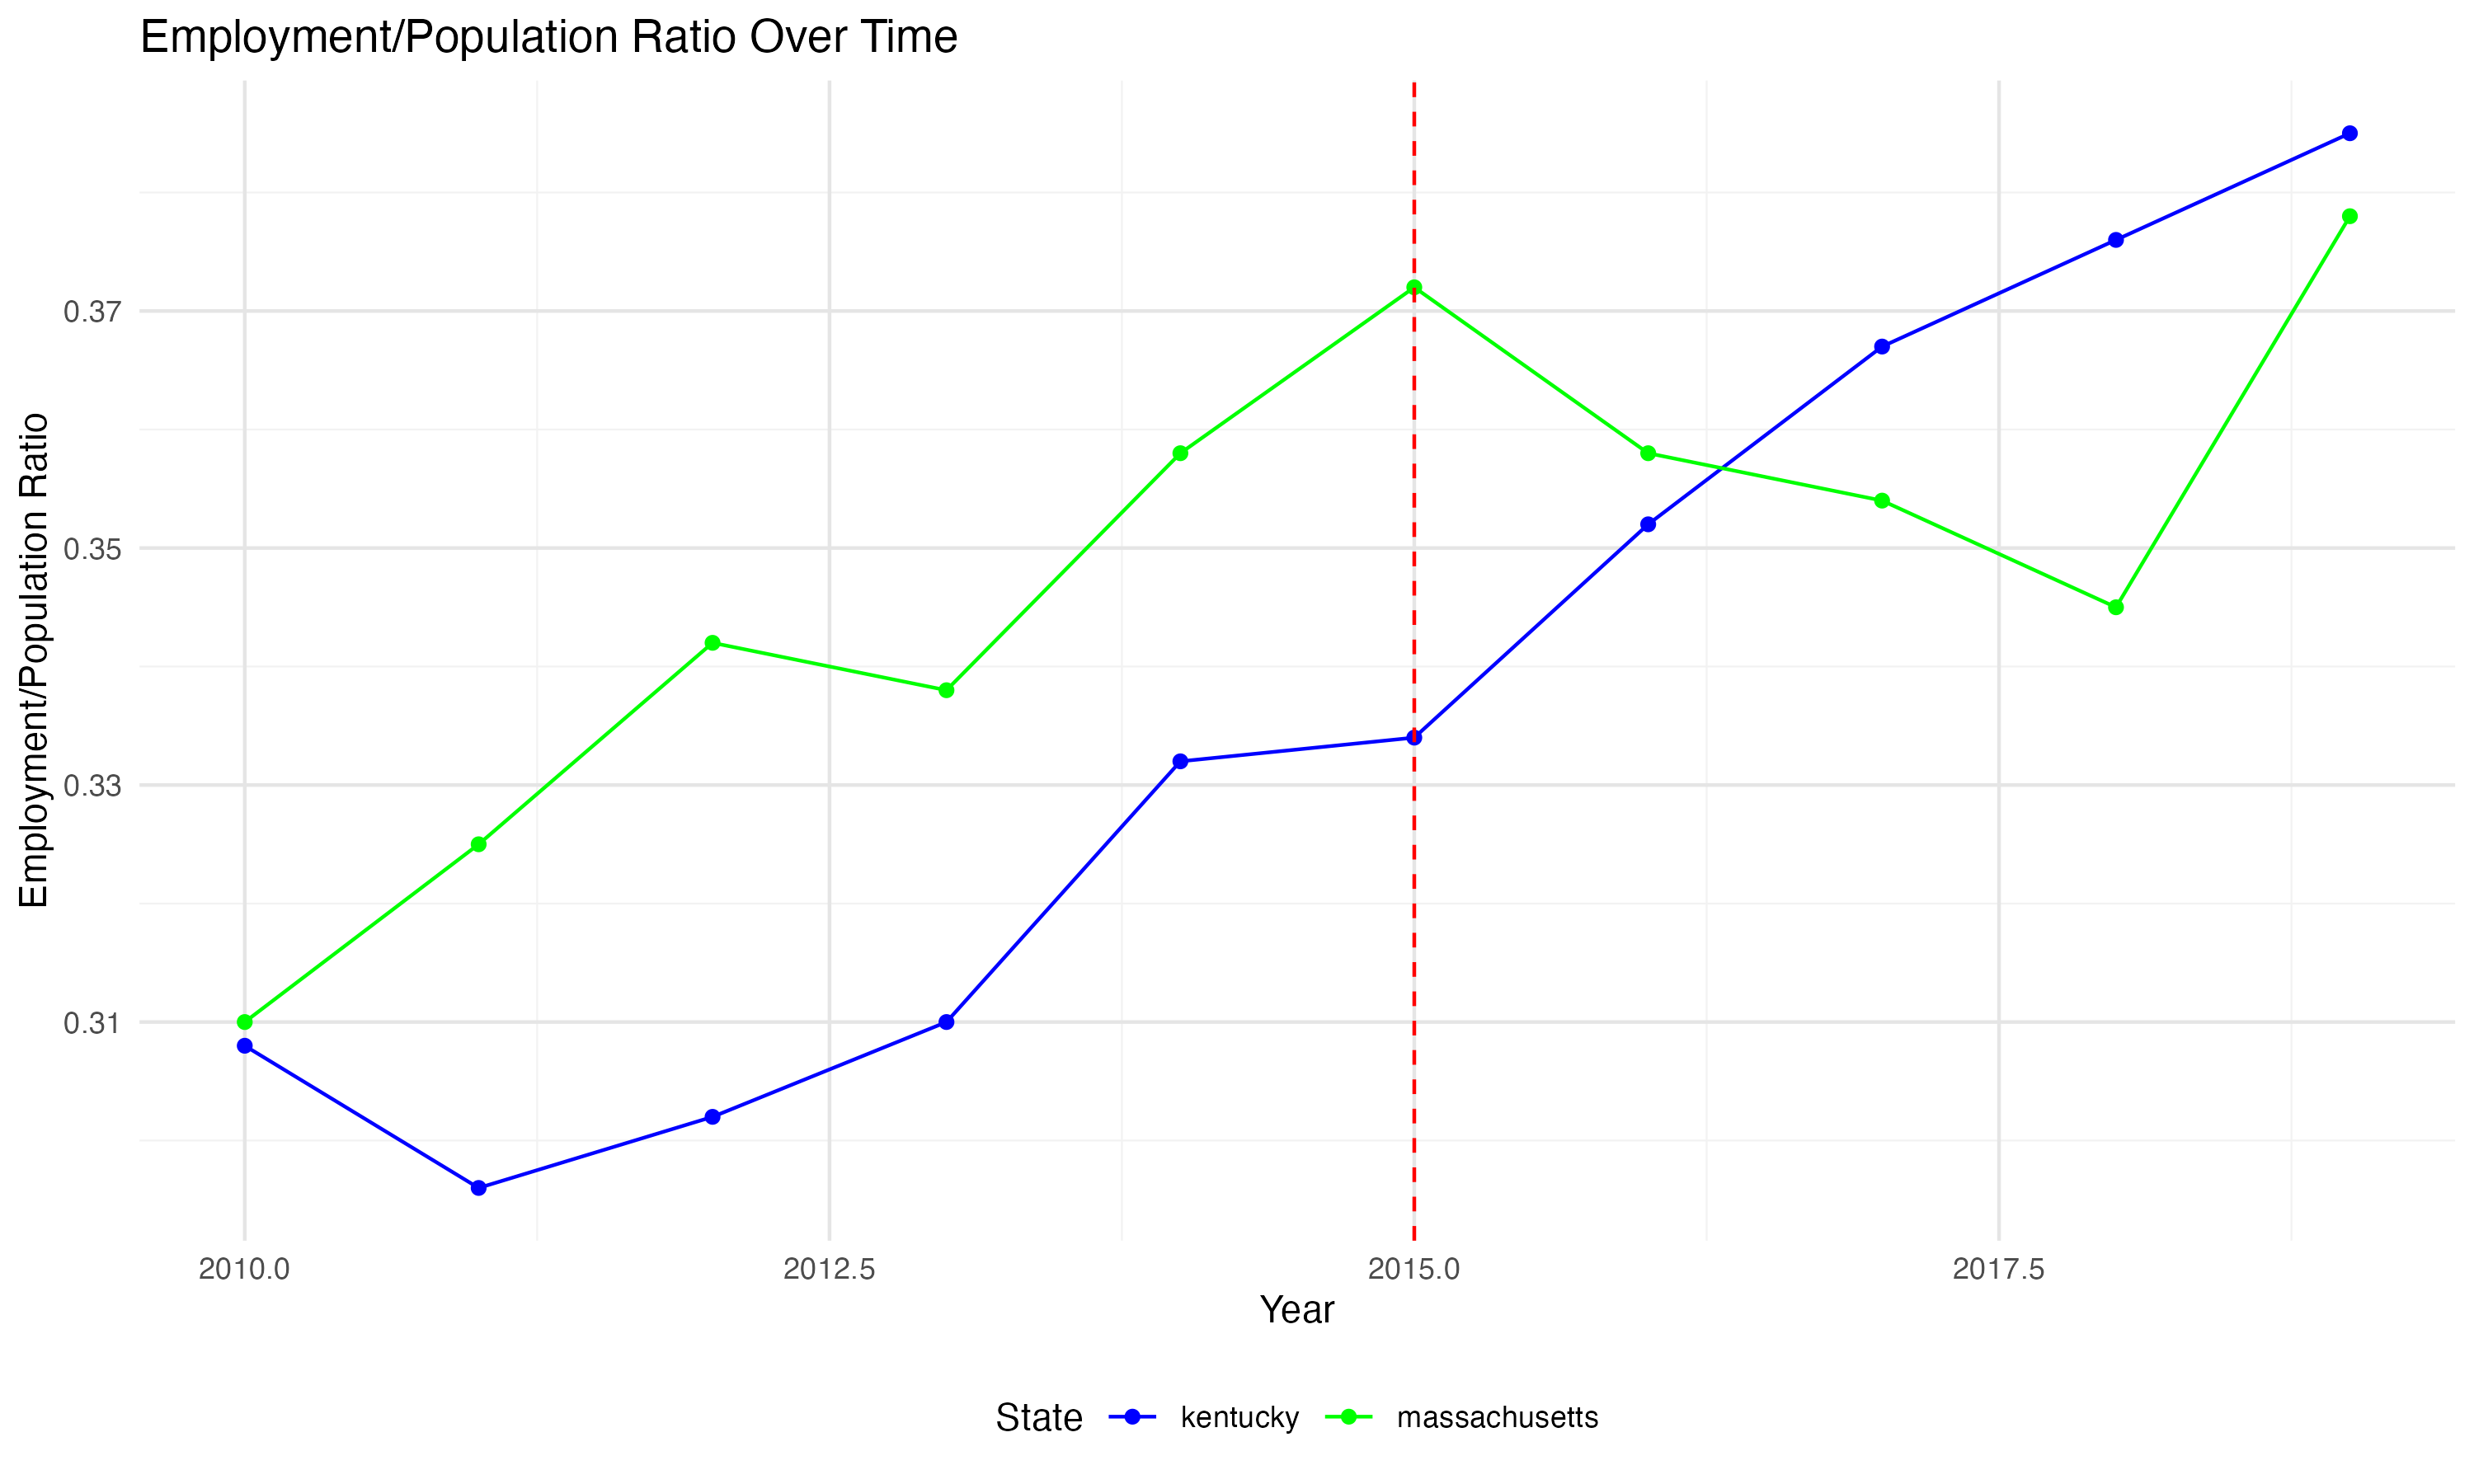 Employment/Population Ratio Over Time
Employment/Population Ratio
0.37
0.35
0.33
0.31
2010.0 2012.5 2015.0 2017.5
Year
State kentucky massachusetts